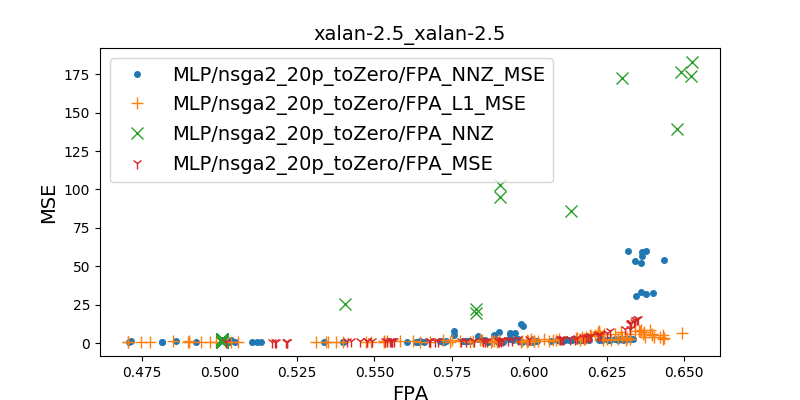 xalan-2.5_xalan-2.5
MLP/nsga2_20p_toZero/FPA_NNZ_MSE
MLP/nsga2_20p_toZero/FPA_L1_MSE
MLP/nsga2_20p_toZero/FPA_NNZ
MLP/nsga2_20p_toZero/FPA_MSE
MSE
175
150
125
100
75
50
25
0
0.475 0.500 0.525 0.550 0.575 0.600 0.625 0.650
FPA